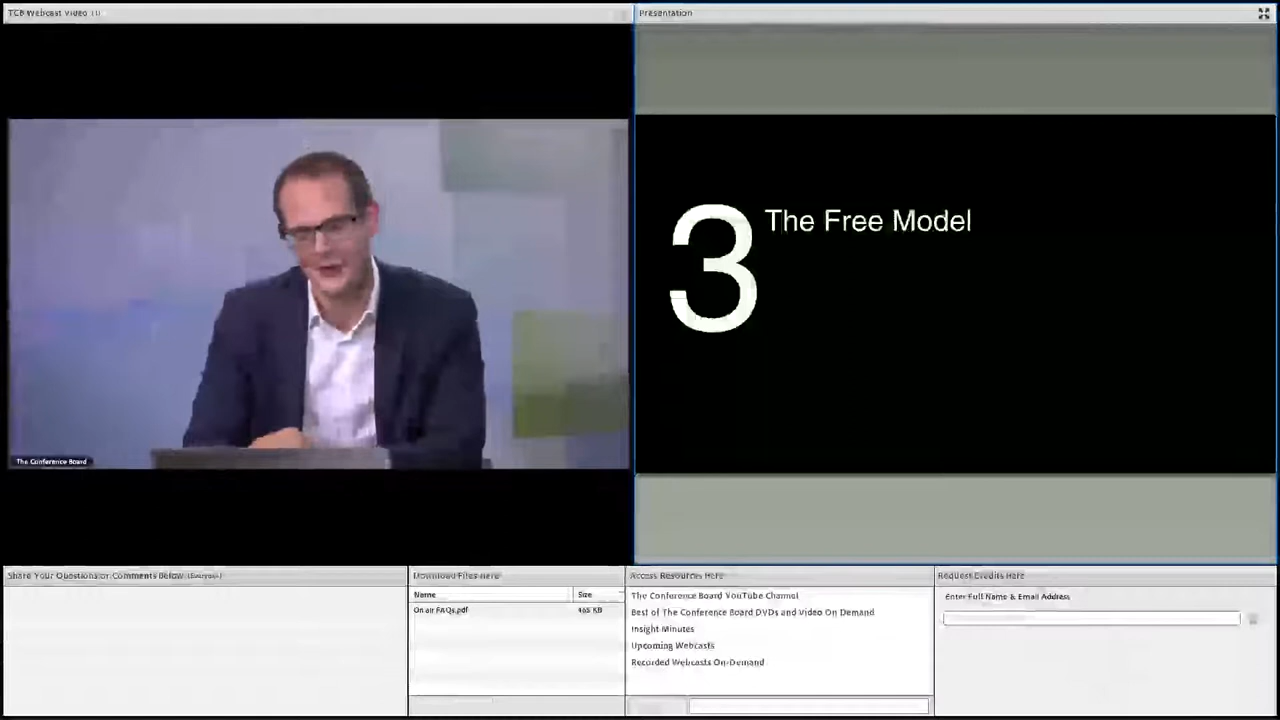 TCB Webcast Video 10
Presentation
3
The Free Model
The Conference Board
Share Your Questions or Comments Below
Download Files Here
Name
Size
On air FAQs.pdf
465 KB
Access Resources Here
The Conference Board YouTube Channel
Best of The Conference Board DVDs and Video On Demand
Insight Minutes
Upcoming Webcasts
Recorded Webcasts On-Demand
Request Credits Here
Enter Full Name & Email Address